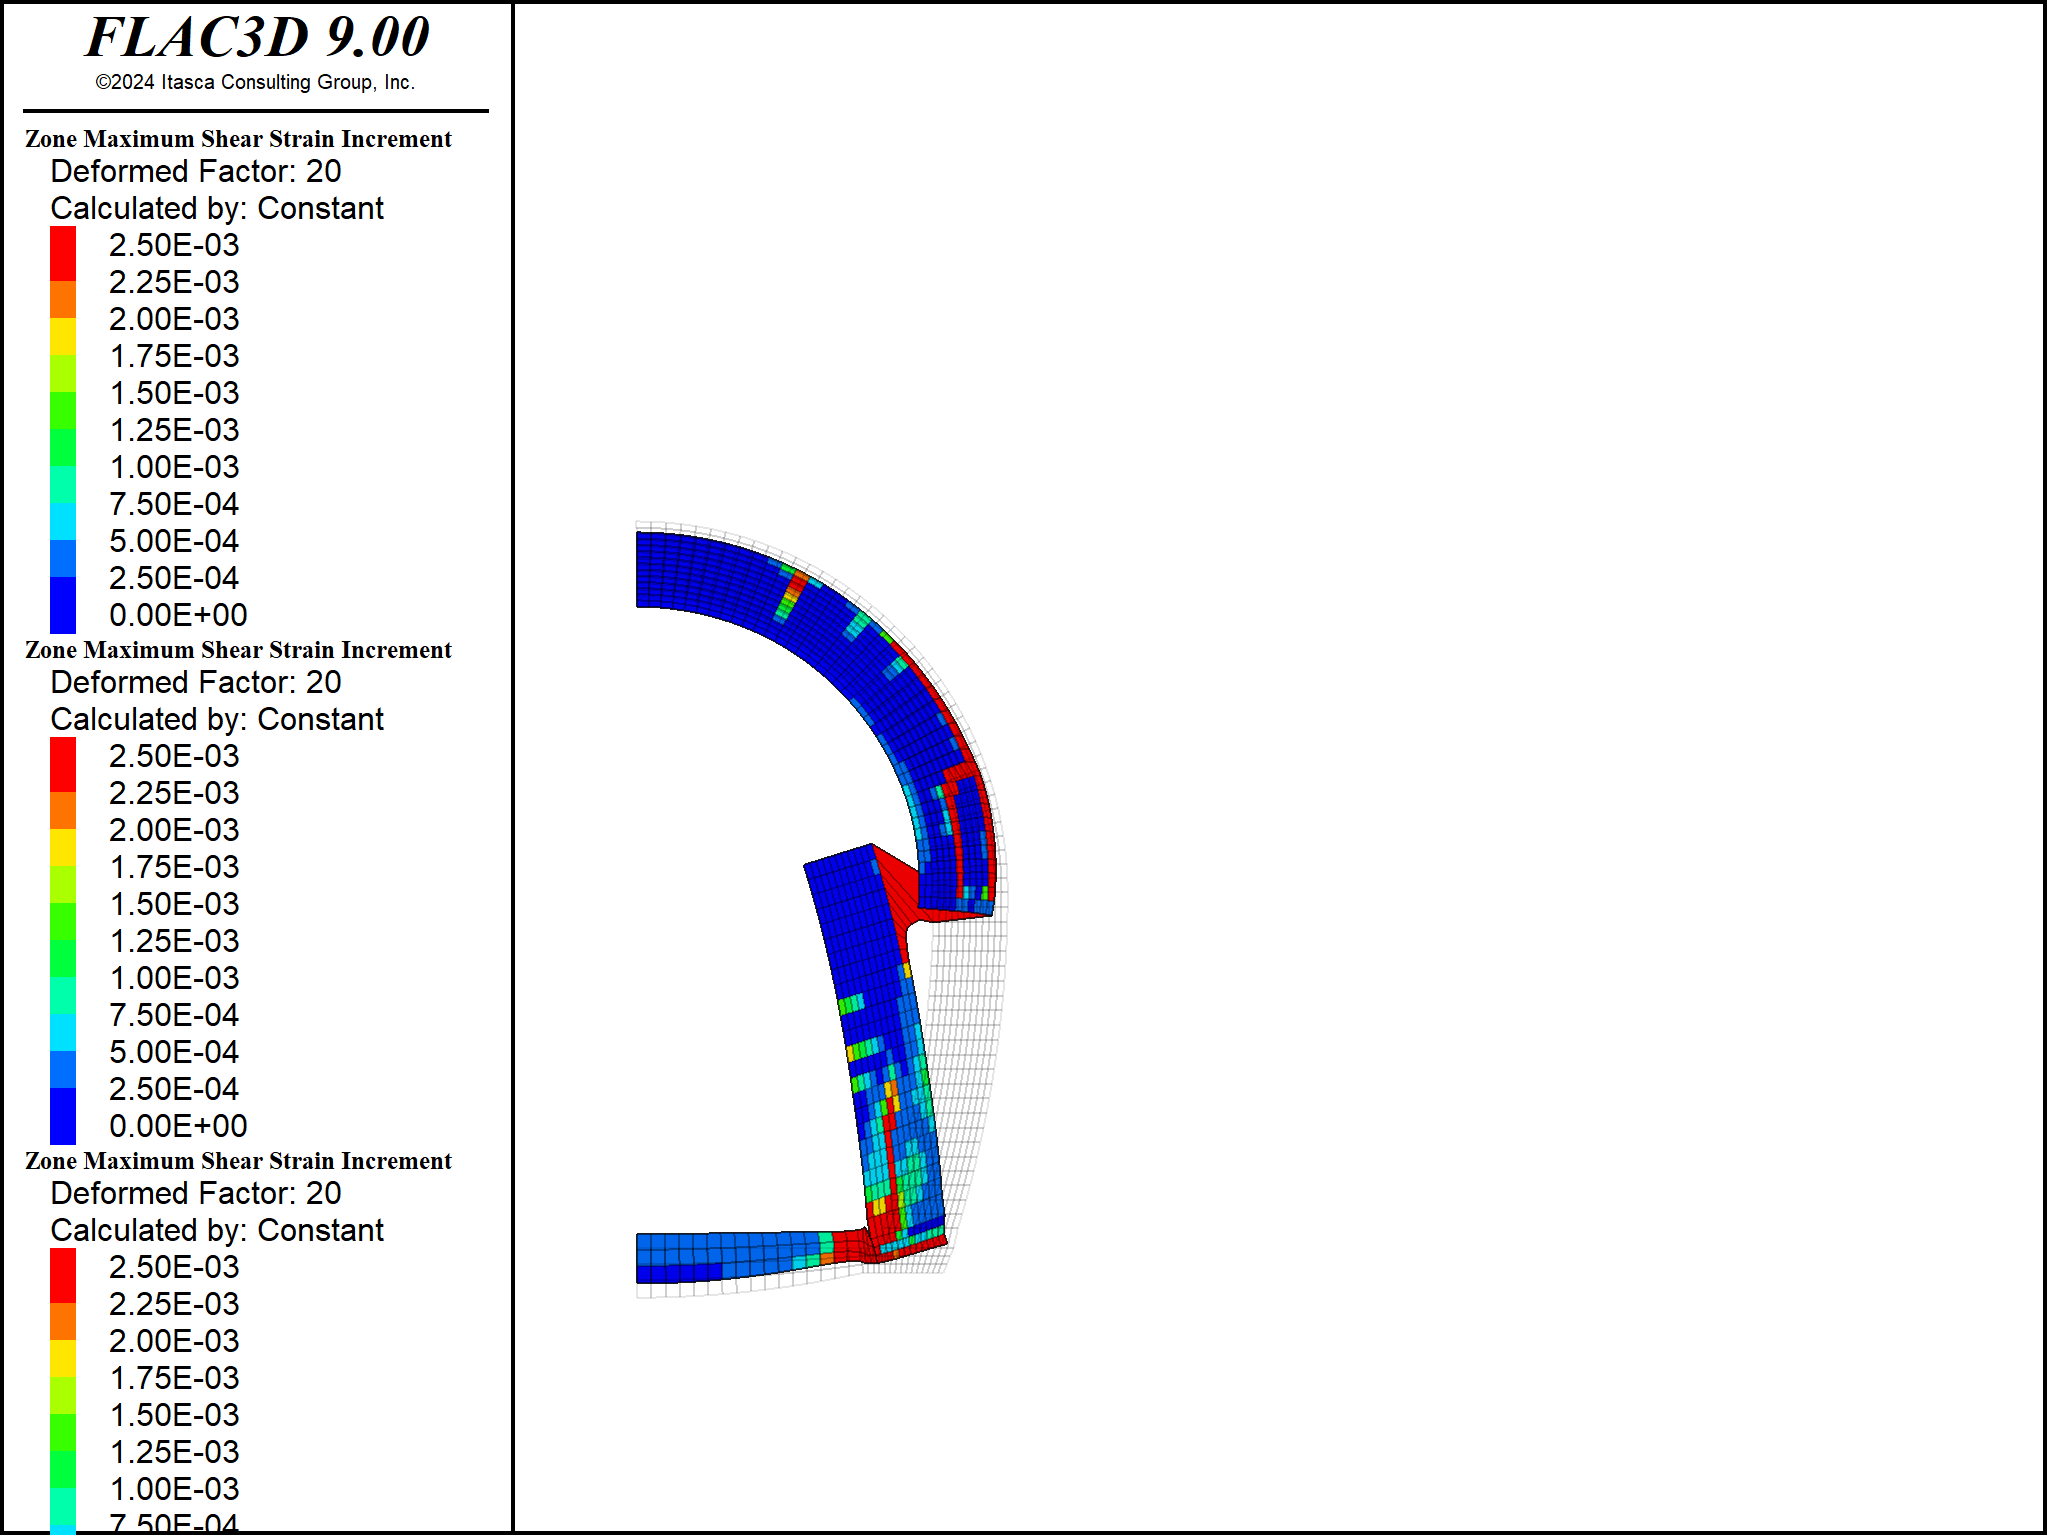 FLAC3D 9.00
©2024 Itasca Consulting Group, Inc.
Zone Maximum Shear Strain Increment
Deformed Factor: 20
Calculated by: Constant
2.50E-03
2.25E-03
2.00E-03
1.75E-03
1.50E-03
1.25E-03
1.00E-03
7.50E-04
5.00E-04
2.50E-04
0.00E+00
Zone Maximum Shear Strain Increment
Deformed Factor: 20
Calculated by: Constant
2.50E-03
2.25E-03
2.00E-03
1.75E-03
1.50E-03
1.25E-03
1.00E-03
7.50E-04
5.00E-04
2.50E-04
0.00E+00
Zone Maximum Shear Strain Increment
Deformed Factor: 20
Calculated by: Constant
2.50E-03
2.25E-03
2.00E-03
1.75E-03
1.50E-03
1.25E-03
1.00E-03
7.50E-04